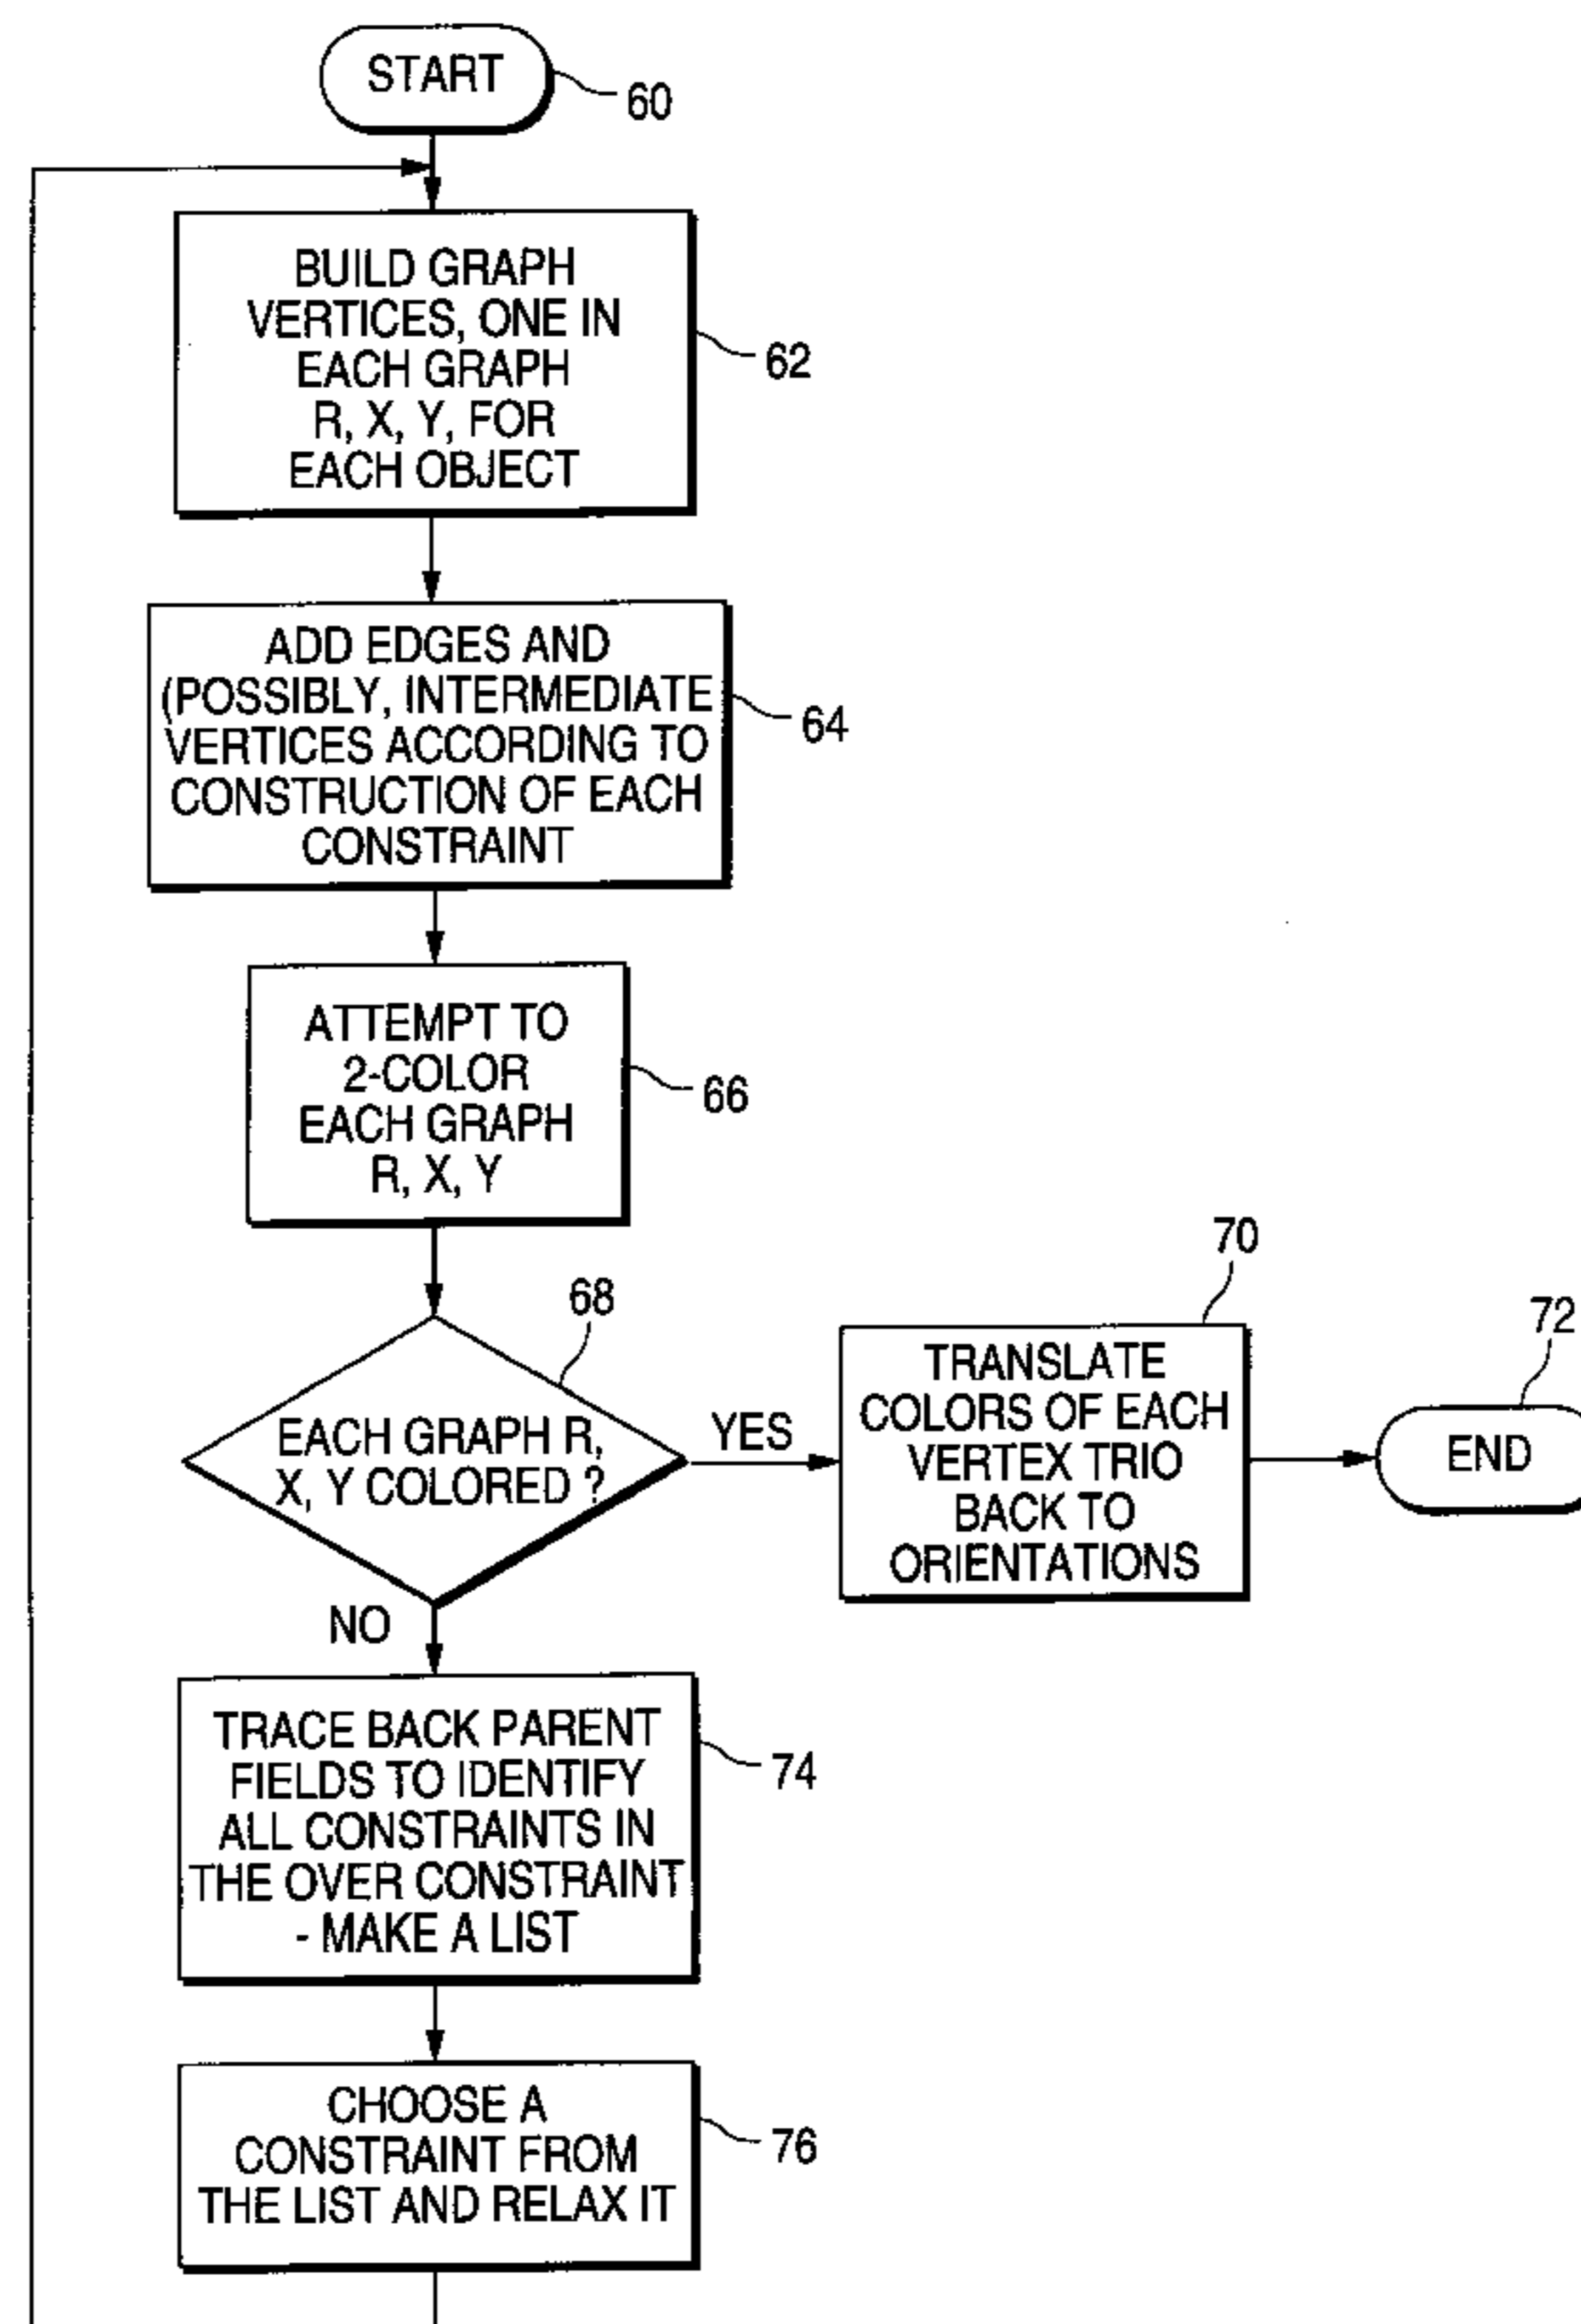 START
60
BUILD GRAPH
VERTICES, ONE IN
EACH GRAPH
R, X, Y, FOR
EACH OBJECT
62
ADD EDGES AND
(POSSIBLY, INTERMEDIATE
VERTICES ACCORDING TO
CONSTRUCTION OF EACH
CONSTRAINT
64
ATTEMPT TO
2-COLOR
EACH GRAPH
R, X, Y
66
68
EACH GRAPH R,
X, Y COLORED ?
YES
70
TRANSLATE
COLORS OF EACH
VERTEX TRIO
BACK TO
ORIENTATIONS
72
END
NO
TRACE BACK PARENT
FIELDS TO IDENTIFY
ALL CONSTRAINTS IN
THE OVER CONSTRAINT
- MAKE A LIST
74
CHOOSE A
CONSTRAINT FROM
THE LIST AND RELAX IT
76